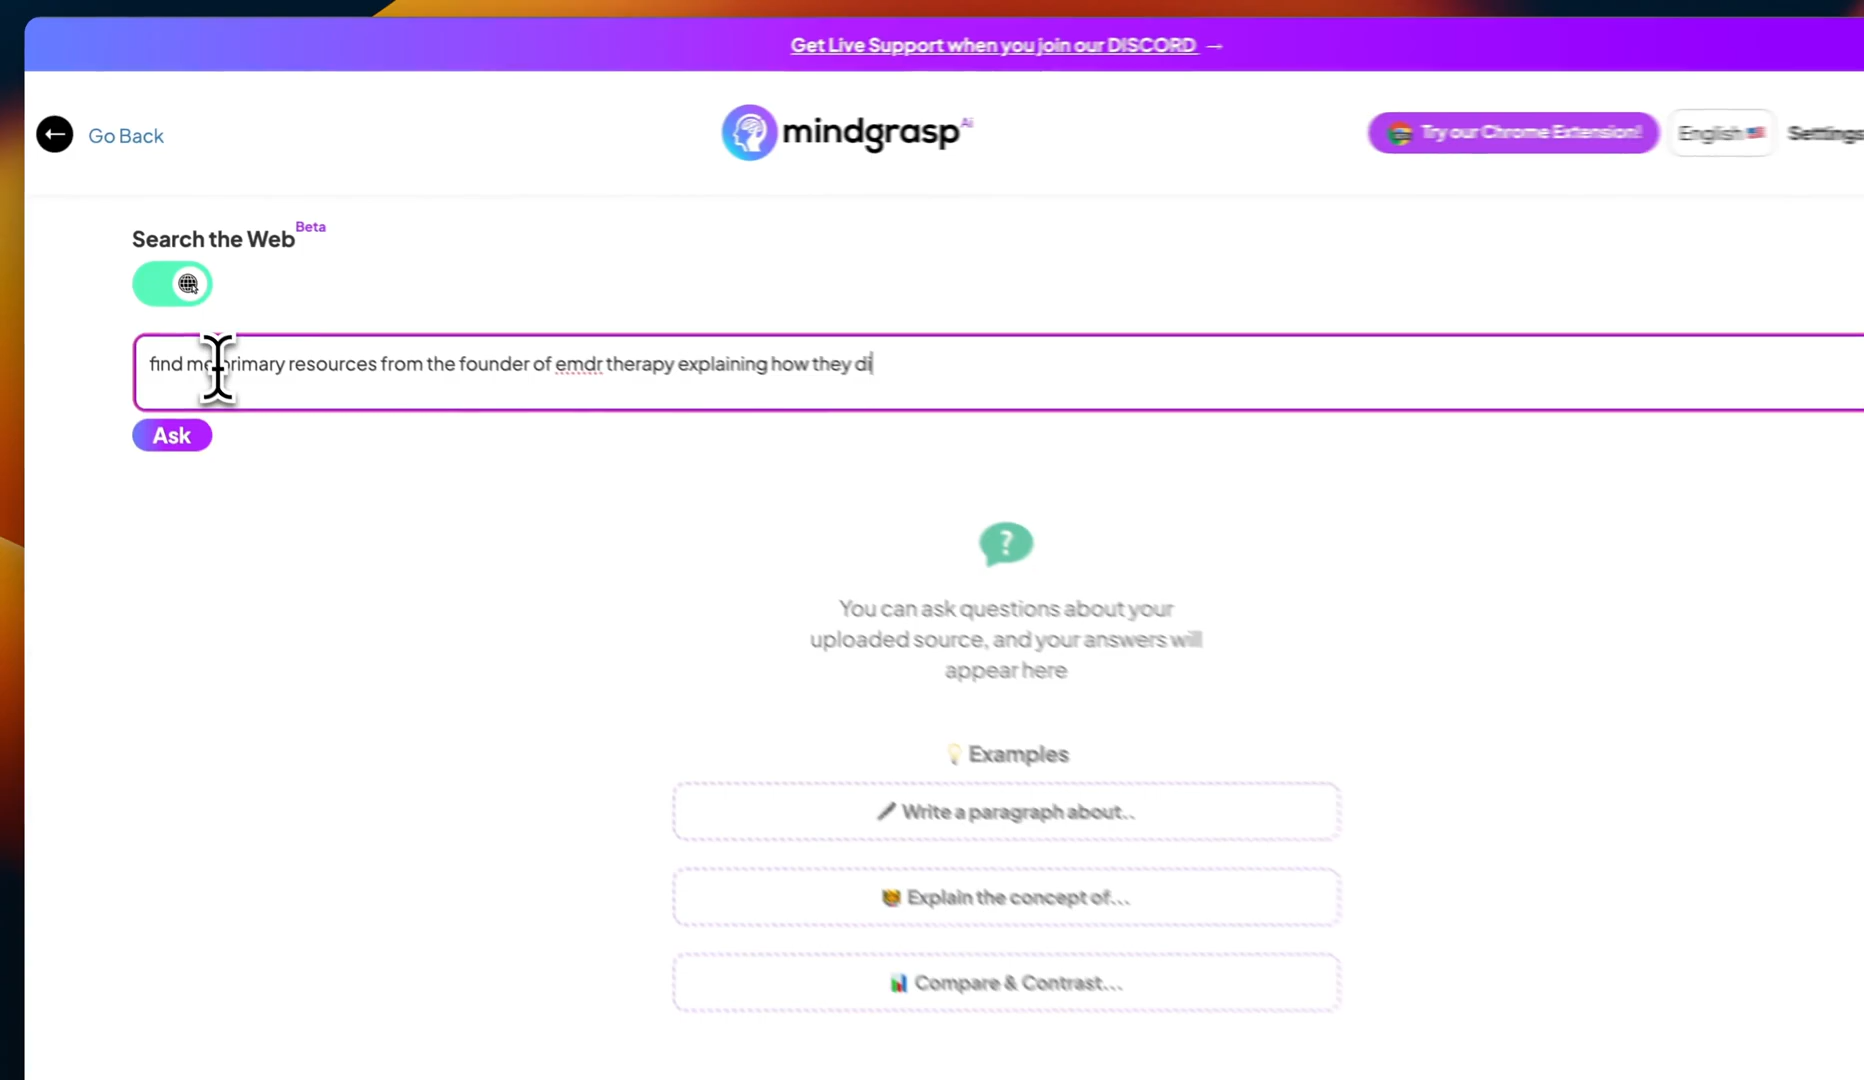 Get Live Support when you join our DISCORD →
Go Back
mindgrasp Ai
Try our Chrome Extension!
English
Settings
Search the Web Beta
find me primary resources from the founder of emdr therapy explaining how they di
Ask
?
You can ask questions about your
uploaded source, and your answers will
appear here
Examples
Write a paragraph about..
Explain the concept of...
Compare & Contrast...